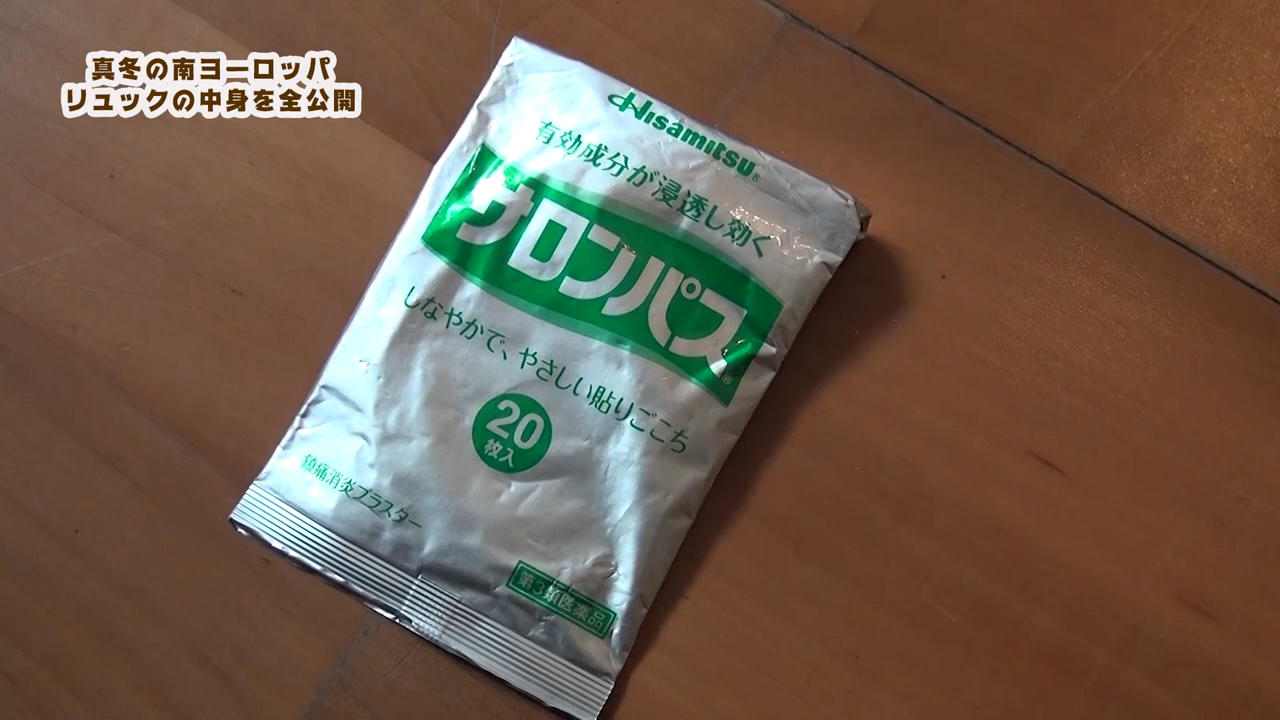 真冬の南ヨーロッパ
リュックの中身を全公開
Hisamitsu®
有効成分が浸透し効く
サロンパス®
しなやかで、やさしい貼りごこち
20
枚入
鎮痛消炎プラスター
第3類医薬品